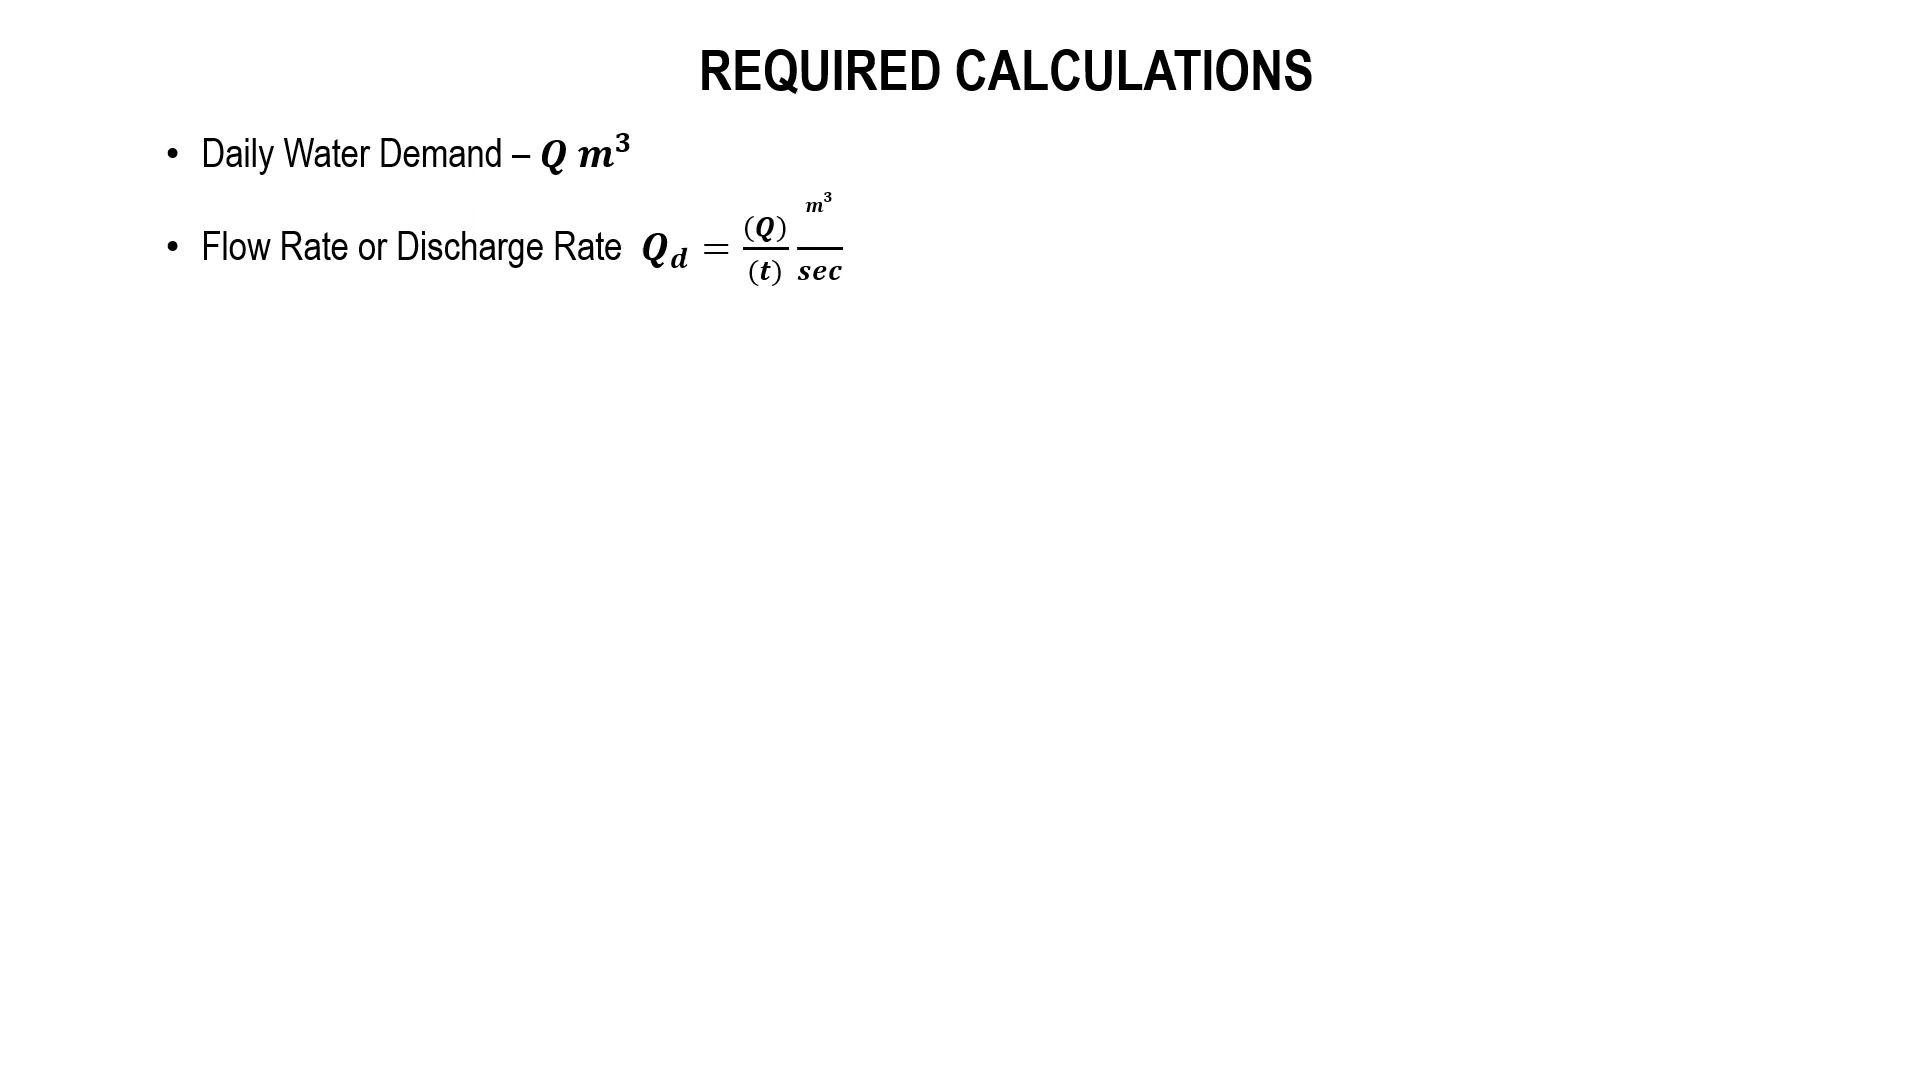 REQUIRED CALCULATIONS
• Daily Water Demand – Q m³
• Flow Rate or Discharge Rate Q_d = (Q)/(t) m³/sec